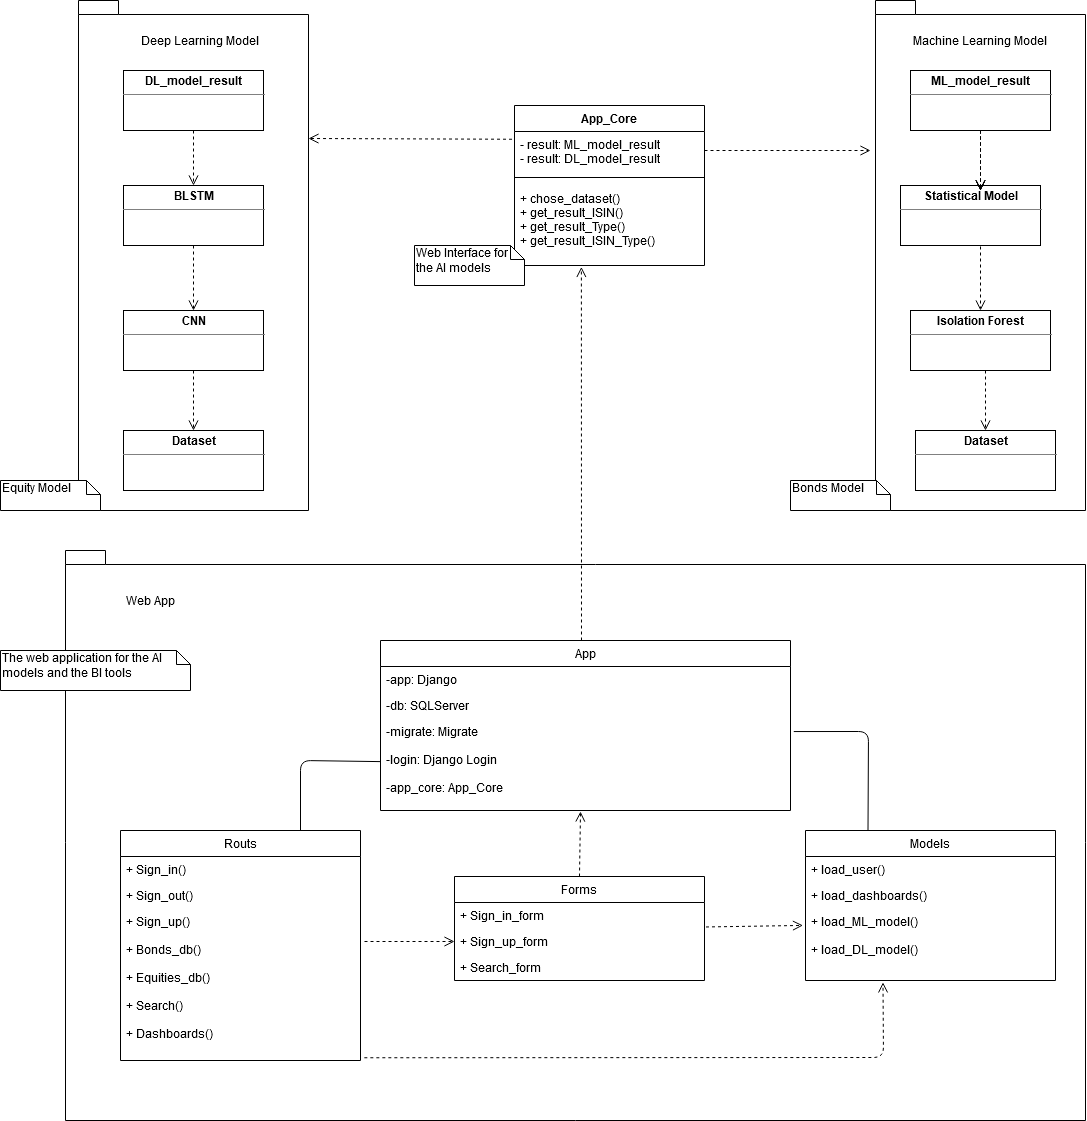 Deep Learning Model
DL_model_result
BLSTM
CNN
Dataset
Equity Model
App_Core
- result: ML_model_result
- result: DL_model_result
+ chose_dataset()
+ get_result_ISIN()
+ get_result_Type()
+ get_result_ISIN_Type()
Web Interface for
the AI models
Machine Learning Model
ML_model_result
Statistical Model
Isolation Forest
Dataset
Bonds Model
Web App
The web application for the AI
models and the BI tools
App
-app: Django
-db: SQLServer
-migrate: Migrate
-login: Django Login
-app_core: App_Core
Routs
+ Sign_in()
+ Sign_out()
+ Sign_up()
+ Bonds_db()
+ Equities_db()
+ Search()
+ Dashboards()
Forms
+ Sign_in_form
+ Sign_up_form
+ Search_form
Models
+ load_user()
+ load_dashboards()
+ load_ML_model()
+ load_DL_model()